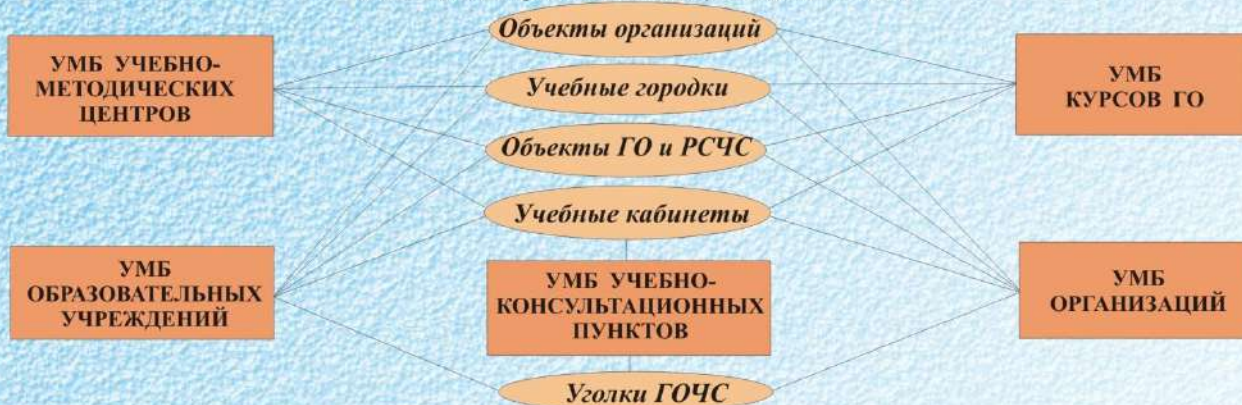 Объекты организаций
УМБ УЧЕБНО-
МЕТОДИЧЕСКИХ
ЦЕНТРОВ
Учебные городки
УМБ
КУРСОВ ГО
Объекты ГО и РСЧС
Учебные кабинеты
УМБ
ОБРАЗОВАТЕЛЬНЫХ
УЧРЕЖДЕНИЙ
УМБ УЧЕБНО-
КОНСУЛЬТАЦИОННЫХ
ПУНКТОВ
УМБ
ОРГАНИЗАЦИЙ
Уголки ГОЧС